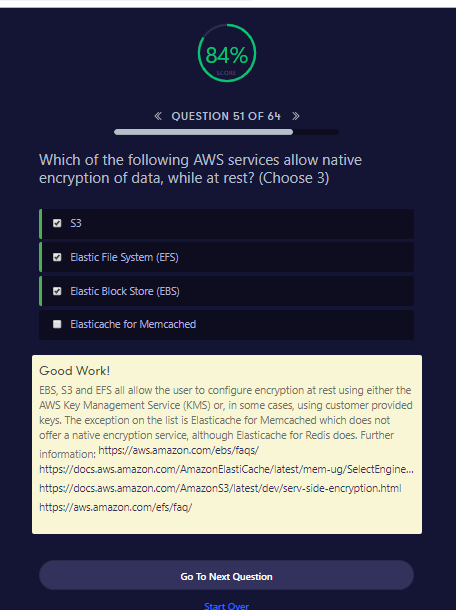 84%
SCORE
« QUESTION 51 OF 64 »
Which of the following AWS services allow native
encryption of data, while at rest? (Choose 3)
S3
Elastic File System (EFS)
Elastic Block Store (EBS)
Elasticache for Memcached
Good Work!
EBS, S3 and EFS all allow the user to configure encryption at rest using either the
AWS Key Management Service (KMS) or, in some cases, using customer provided
keys. The exception on the list is Elasticache for Memcached which does not
offer a native encryption service, although Elasticache for Redis does. Further
information: https://aws.amazon.com/ebs/faqs/
https://docs.aws.amazon.com/AmazonElastiCache/latest/mem-ug/SelectEngine...
https://docs.aws.amazon.com/AmazonS3/latest/dev/serv-side-encryption.html
https://aws.amazon.com/efs/faq/
Go To Next Question
Start Over